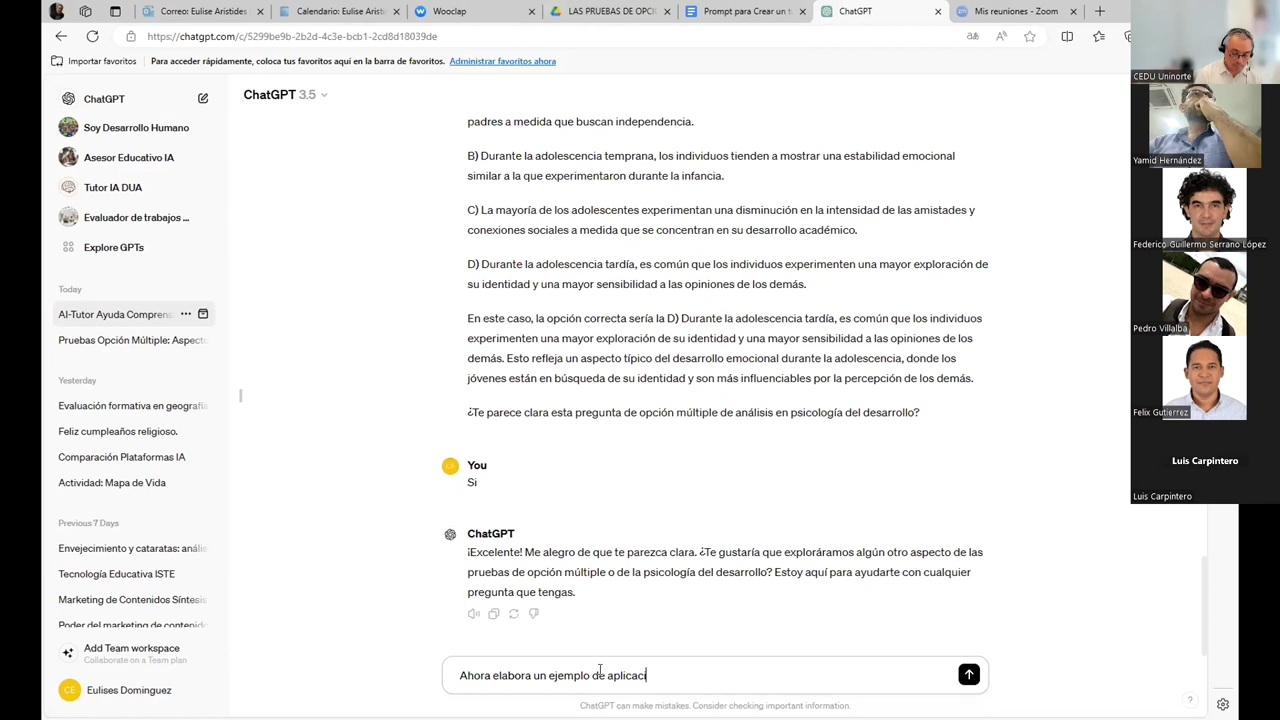 Correo: Eulise Aristides
Calendario: Eulise Aristi
Wooclap
LAS PRUEBAS DE OPCI
Prompt para Crear un t
ChatGPT
Mis reuniones - Zoom
https://chatgpt.com/c/5299be9b-2b2d-4c3e-bcb1-2cd8d18039de
Importar favoritos
Para acceder rápidamente, coloca tus favoritos aquí en la barra de favoritos. Administrar favoritos ahora
ChatGPT
Soy Desarrollo Humano
Asesor Educativo IA
Tutor IA DUA
Evaluador de trabajos ...
Explore GPTs
Today
AI-Tutor Ayuda Comprens
Pruebas Opción Múltiple: Aspecto
Yesterday
Evaluación formativa en geografía
Feliz cumpleaños religioso.
Comparación Plataformas IA
Actividad: Mapa de Vida
Previous 7 Days
Envejecimiento y cataratas: anális
Tecnología Educativa ISTE
Marketing de Contenidos Síntesis
Poder del marketing de contenido
Add Team workspace
Collaborate on a Team plan
CE
Eulises Dominguez
ChatGPT 3.5
padres a medida que buscan independencia.
B) Durante la adolescencia temprana, los individuos tienden a mostrar una estabilidad emocional
similar a la que experimentaron durante la infancia.
C) La mayoría de los adolescentes experimentan una disminución en la intensidad de las amistades y
conexiones sociales a medida que se concentran en su desarrollo académico.
D) Durante la adolescencia tardía, es común que los individuos experimenten una mayor exploración de
su identidad y una mayor sensibilidad a las opiniones de los demás.
En este caso, la opción correcta sería la D) Durante la adolescencia tardía, es común que los individuos
experimenten una mayor exploración de su identidad y una mayor sensibilidad a las opiniones de los
demás. Esto refleja un aspecto típico del desarrollo emocional durante la adolescencia, donde los
jóvenes están en búsqueda de su identidad y son más influenciables por la percepción de los demás.
¿Te parece clara esta pregunta de opción múltiple de análisis en psicología del desarrollo?
CE
You
Si
ChatGPT
¡Excelente! Me alegro de que te parezca clara. ¿Te gustaría que exploráramos algún otro aspecto de las
pruebas de opción múltiple o de la psicología del desarrollo? Estoy aquí para ayudarte con cualquier
pregunta que tengas.
Ahora elabora un ejemplo de aplicaci
ChatGPT can make mistakes. Consider checking important information.
?
CEDU Uninorte
Yamid Hernández
Federico Guillermo Serrano López
Pedro Villalba
Felix Gutierrez
Luis Carpintero
Luis Carpintero